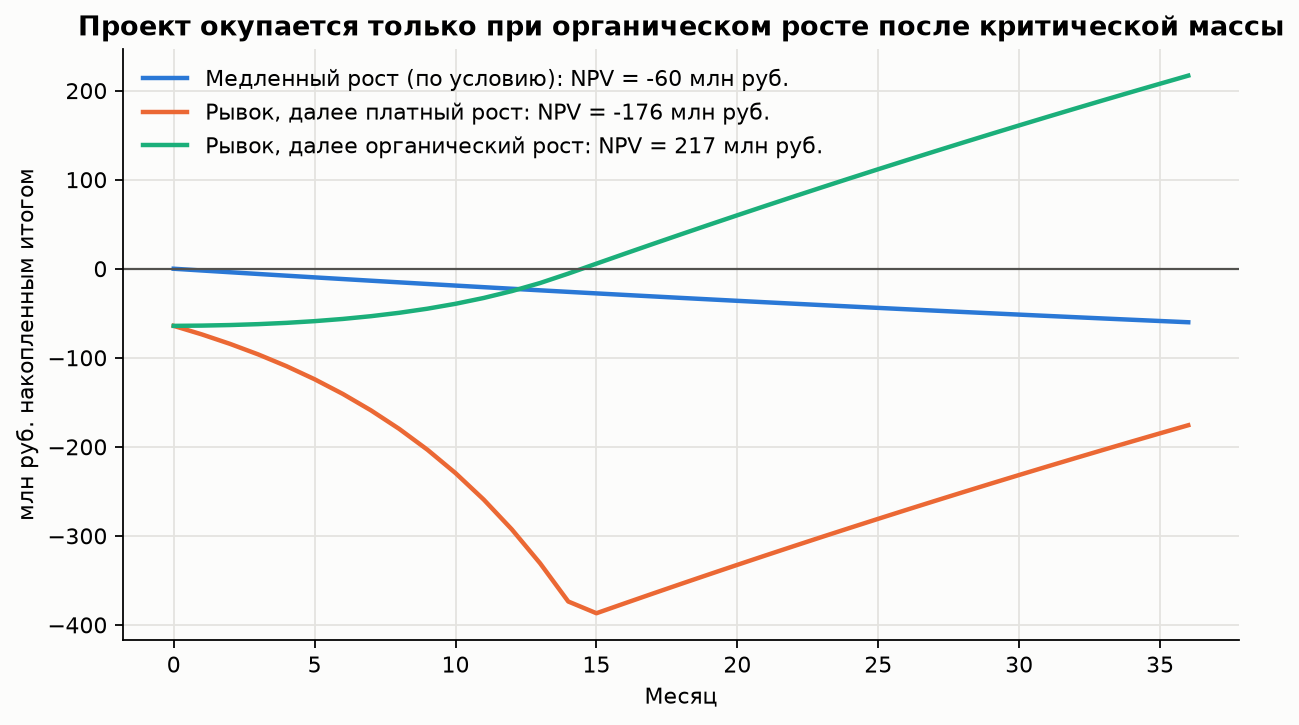 Проект окупается только при органическом росте после критической массы
Медленный рост (по условию): NPV = -60 млн руб.
Рывок, далее платный рост: NPV = -176 млн руб.
Рывок, далее органический рост: NPV = 217 млн руб.
млн руб. накопленным итогом
200
100
0
−100
−200
−300
−400
0 5 10 15 20 25 30 35
Месяц